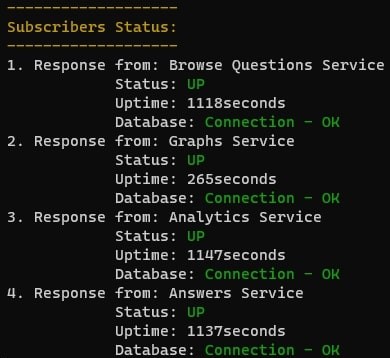 -------------------
Subscribers Status:
-------------------
1. Response from: Browse Questions Service
Status: UP
Uptime: 1118seconds
Database: Connection - OK
2. Response from: Graphs Service
Status: UP
Uptime: 265seconds
Database: Connection - OK
3. Response from: Analytics Service
Status: UP
Uptime: 1147seconds
Database: Connection - OK
4. Response from: Answers Service
Status: UP
Uptime: 1137seconds
Database: Connection - OK